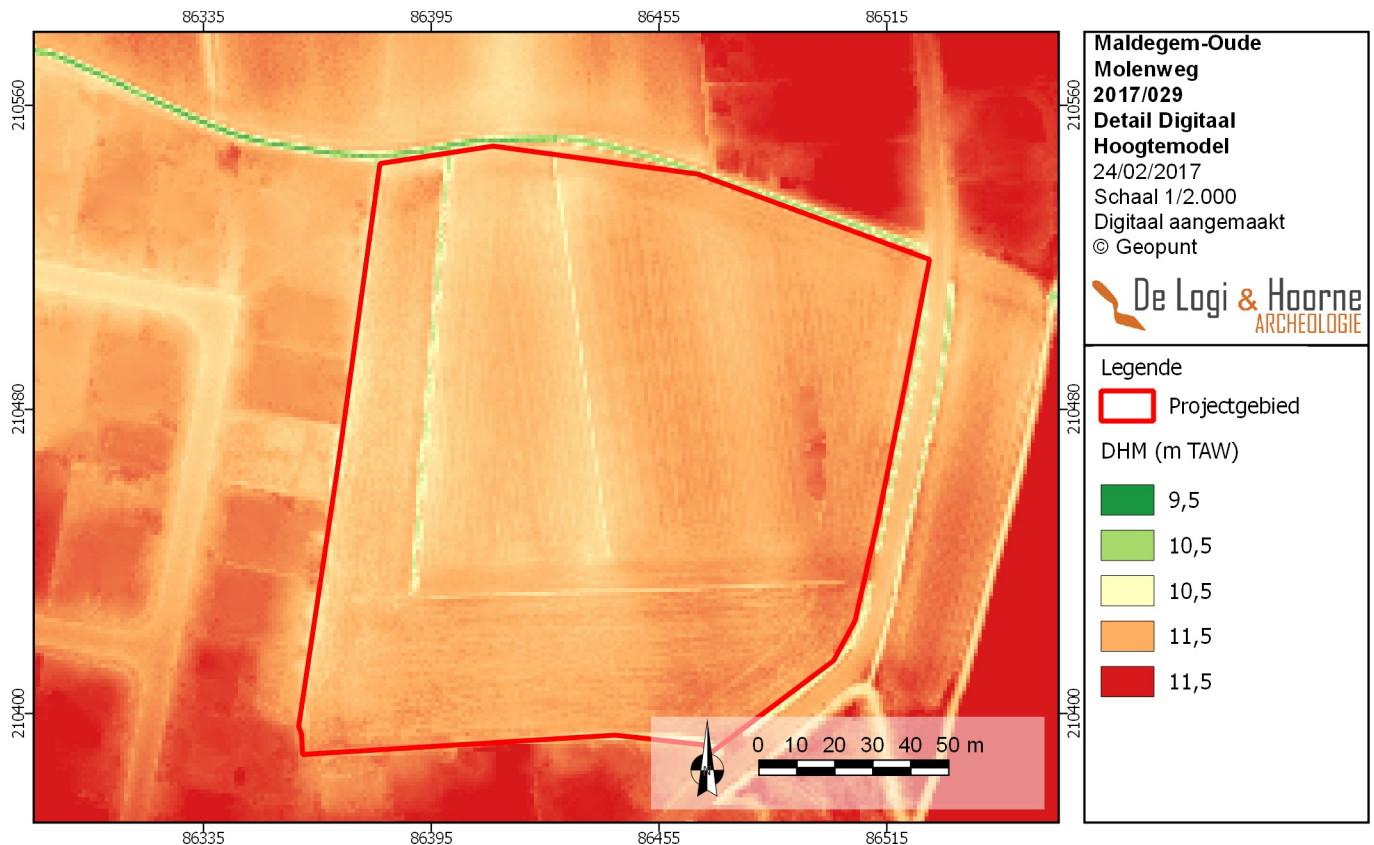 86335 86395 86455 86515
210560 210560
210480 210480
210400 210400
86335 86395 86455 86515
0 10 20 30 40 50 m
N
Maldegem-Oude
Molenweg
2017/029
Detail Digitaal
Hoogtemodel
24/02/2017
Schaal 1/2.000
Digitaal aangemaakt
© Geopunt
De Logi & Hoorne
ARCHEOLOGIE
Legende
Projectgebied
DHM (m TAW)
9,5
10,5
10,5
11,5
11,5